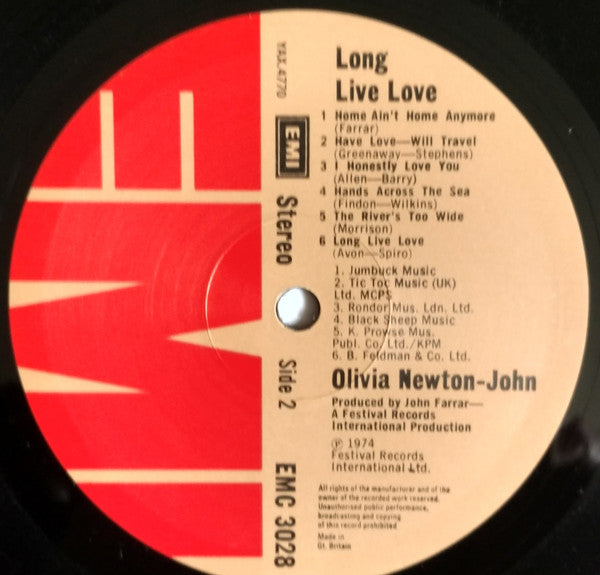 Long
Live Love
1 Home Ain't Home Anymore
(Farrar)
2 Have Love—Will Travel
(Greenaway—Stephens)
3 I Honestly Love You
(Allen—Barry)
4 Hands Across The Sea
(Findon—Wilkins)
5 The River's Too Wide
(Morrison)
6 Long Live Love
(Avon—Spiro)
1. Jumbuck Music
2. Tic Toc Music (UK)
Ltd. MCPS
3. Rondor Mus. Ldn. Ltd.
4. Black Sheep Music
5. K. Prowse Mus.
Publ. Co. Ltd./KPM
6. B. Feldman & Co. Ltd.
Olivia Newton-John
Produced by John Farrar—
A Festival Records
International Production
℗ 1974
Festival Records
International Ltd.
All rights of the manufacturer and of the
owner of the recorded work reserved.
Unauthorised public performance,
broadcasting and copying
of this record prohibited
Made in
Gt. Britain
YAX.4770
EMI
Stereo
Side 2
EMC 3028
EMI